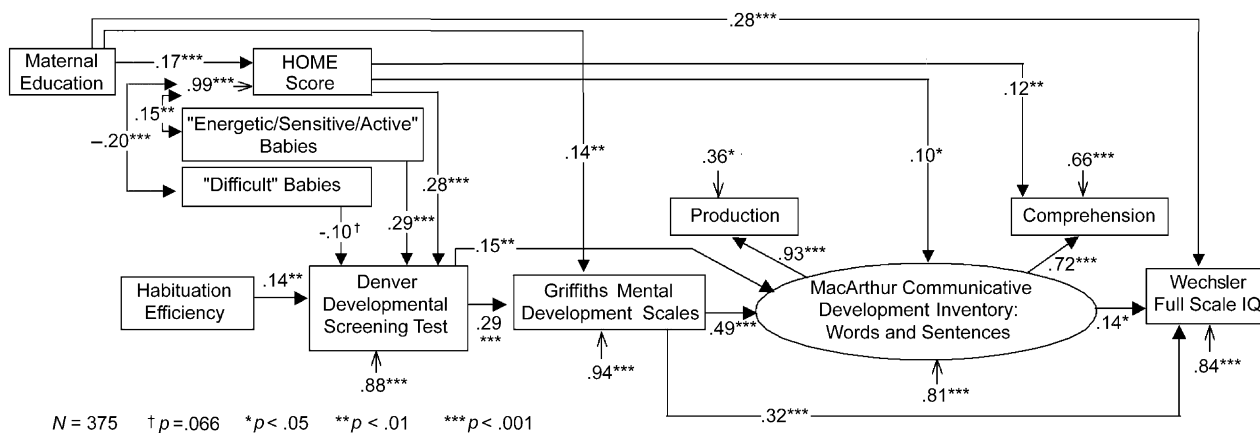 .28***
Maternal
Education
.17***
HOME
Score
.99***
.12**
.15**
–.20***
"Energetic/Sensitive/Active"
Babies
.14**
.10*
.36*
.66***
"Difficult" Babies
.28***
.29***
Production
Comprehension
-.10†
.15**
.93***
.72***
Habituation
Efficiency
.14**
Denver
Developmental
Screening Test
.29
***
Griffiths Mental
Development Scales
.49***
MacArthur Communicative
Development Inventory:
Words and Sentences
.14*
Wechsler
Full Scale IQ
.88***
.94***
.81***
.84***
.32***
N = 375 † p =.066 *p < .05 **p < .01 ***p < .001